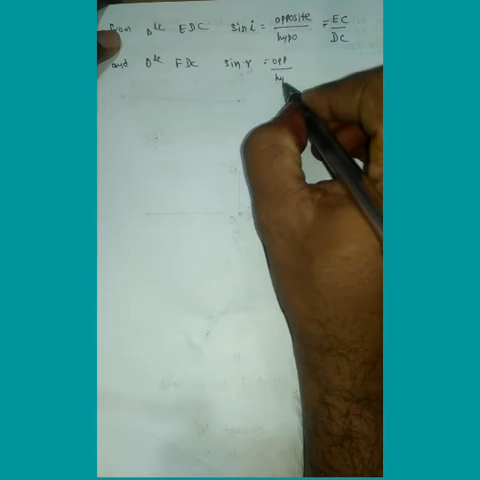 from Δle EDC sin i = opposite/hypo = EC/DC
and Δle FDC sin r = opp/hy